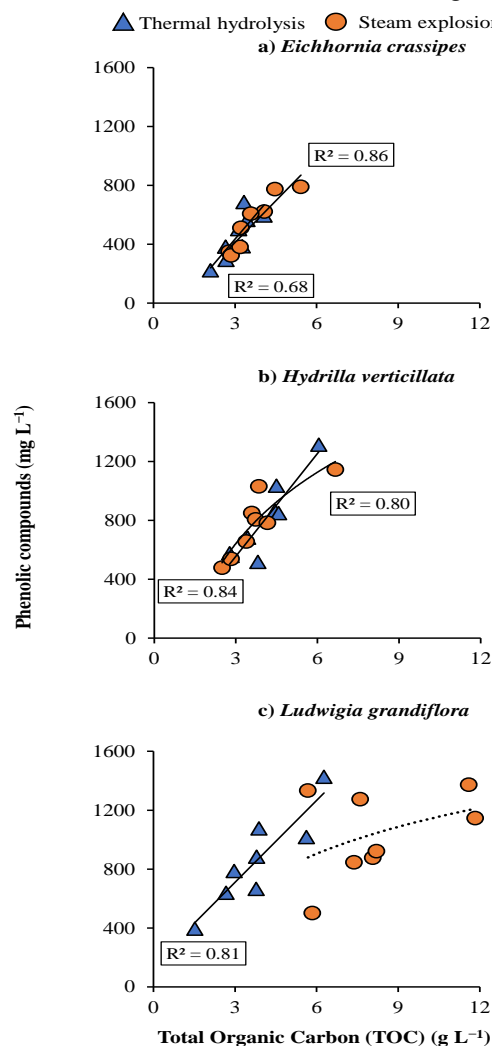 Thermal hydrolysis Steam explosion
a) Eichhornia crassipes
1600
1200
800
400
0
R² = 0.86
R² = 0.68
0 3 6 9 12
b) Hydrilla verticillata
1600
1200
800
400
0
R² = 0.80
R² = 0.84
0 3 6 9 12
Phenolic compounds (mg L⁻¹)
c) Ludwigia grandiflora
1600
1200
800
400
0
R² = 0.81
0 3 6 9 12
Total Organic Carbon (TOC) (g L⁻¹)